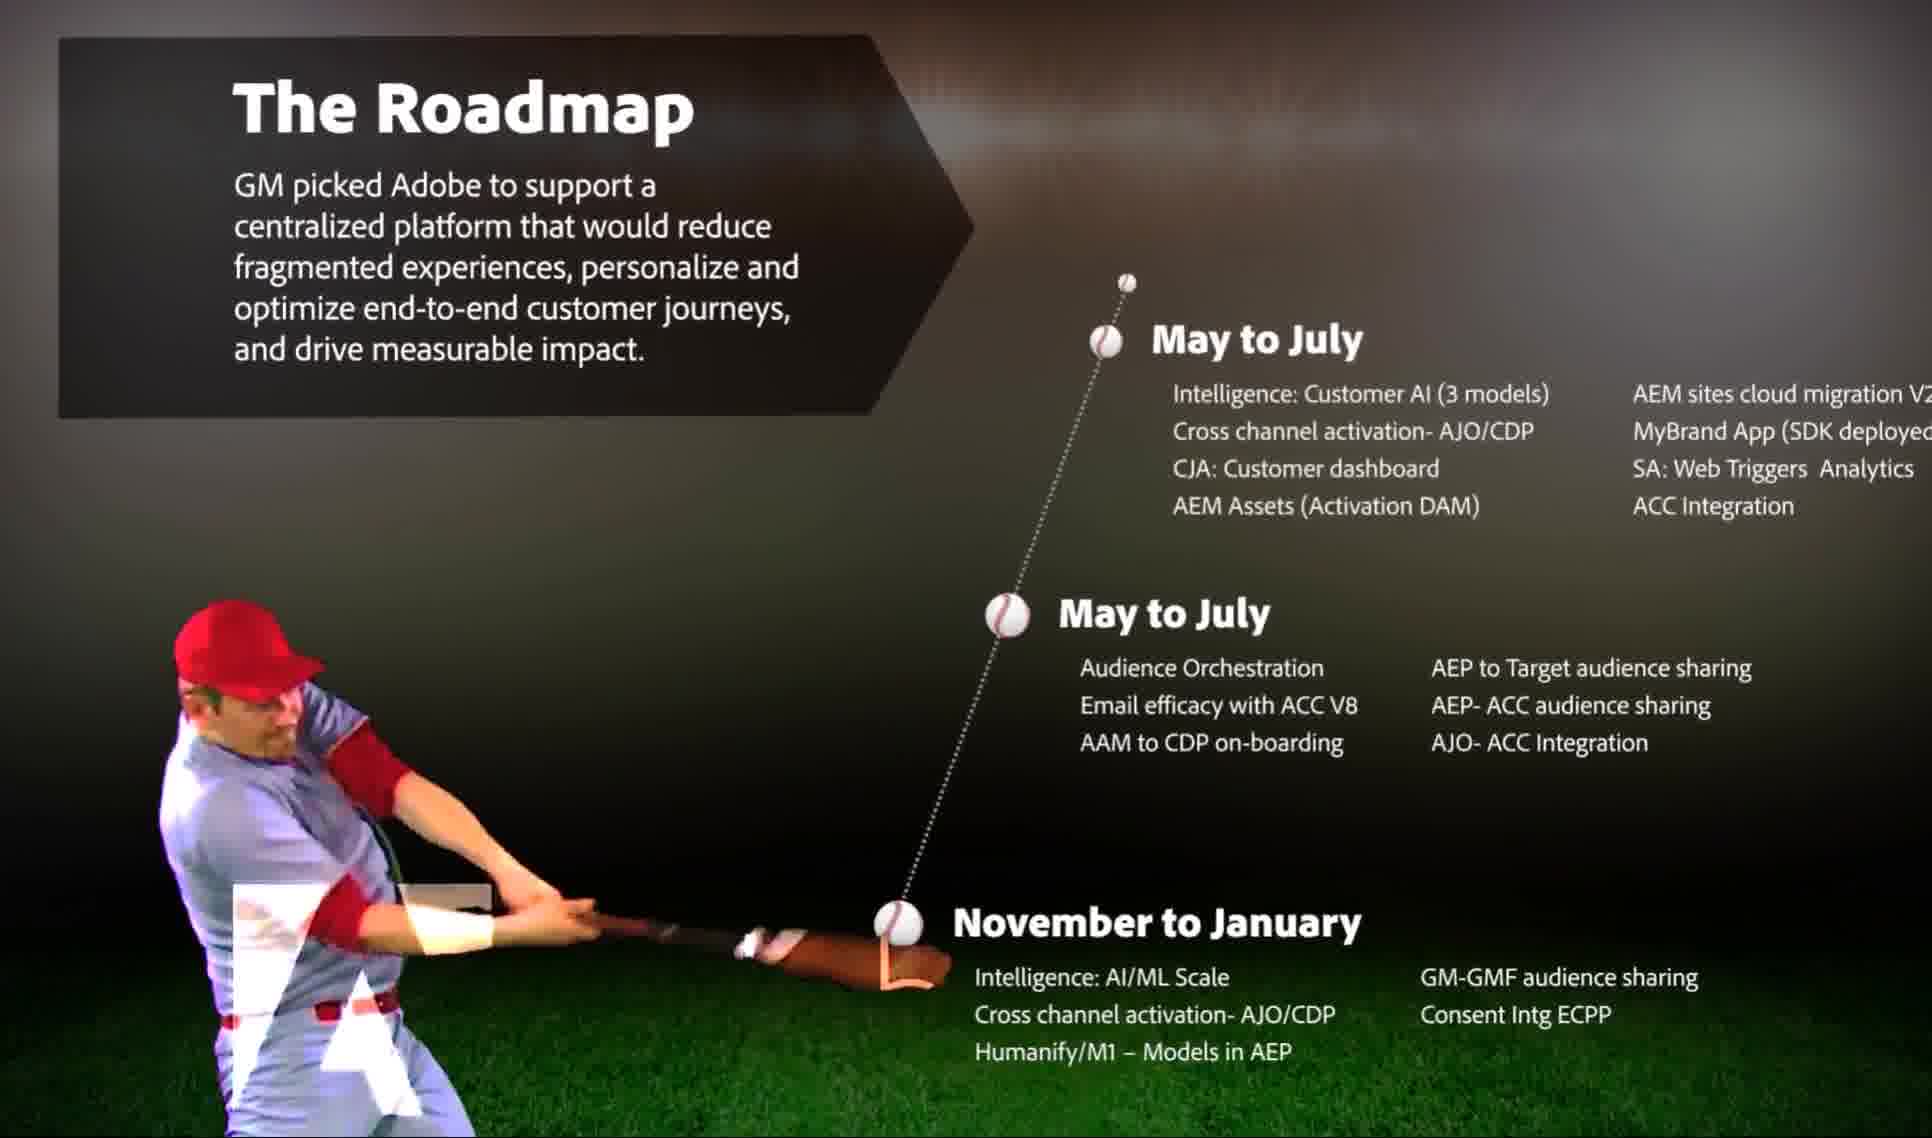 The Roadmap
GM picked Adobe to support a
centralized platform that would reduce
fragmented experiences, personalize and
optimize end-to-end customer journeys,
and drive measurable impact.
May to July
Intelligence: Customer AI (3 models)
Cross channel activation- AJO/CDP
CJA: Customer dashboard
AEM Assets (Activation DAM)
AEM sites cloud migration V2
MyBrand App (SDK deployed
SA: Web Triggers  Analytics
ACC Integration
May to July
Audience Orchestration
Email efficacy with ACC V8
AAM to CDP on-boarding
AEP to Target audience sharing
AEP- ACC audience sharing
AJO- ACC Integration
November to January
Intelligence: AI/ML Scale
Cross channel activation- AJO/CDP
Humanify/M1 – Models in AEP
GM-GMF audience sharing
Consent Intg ECPP